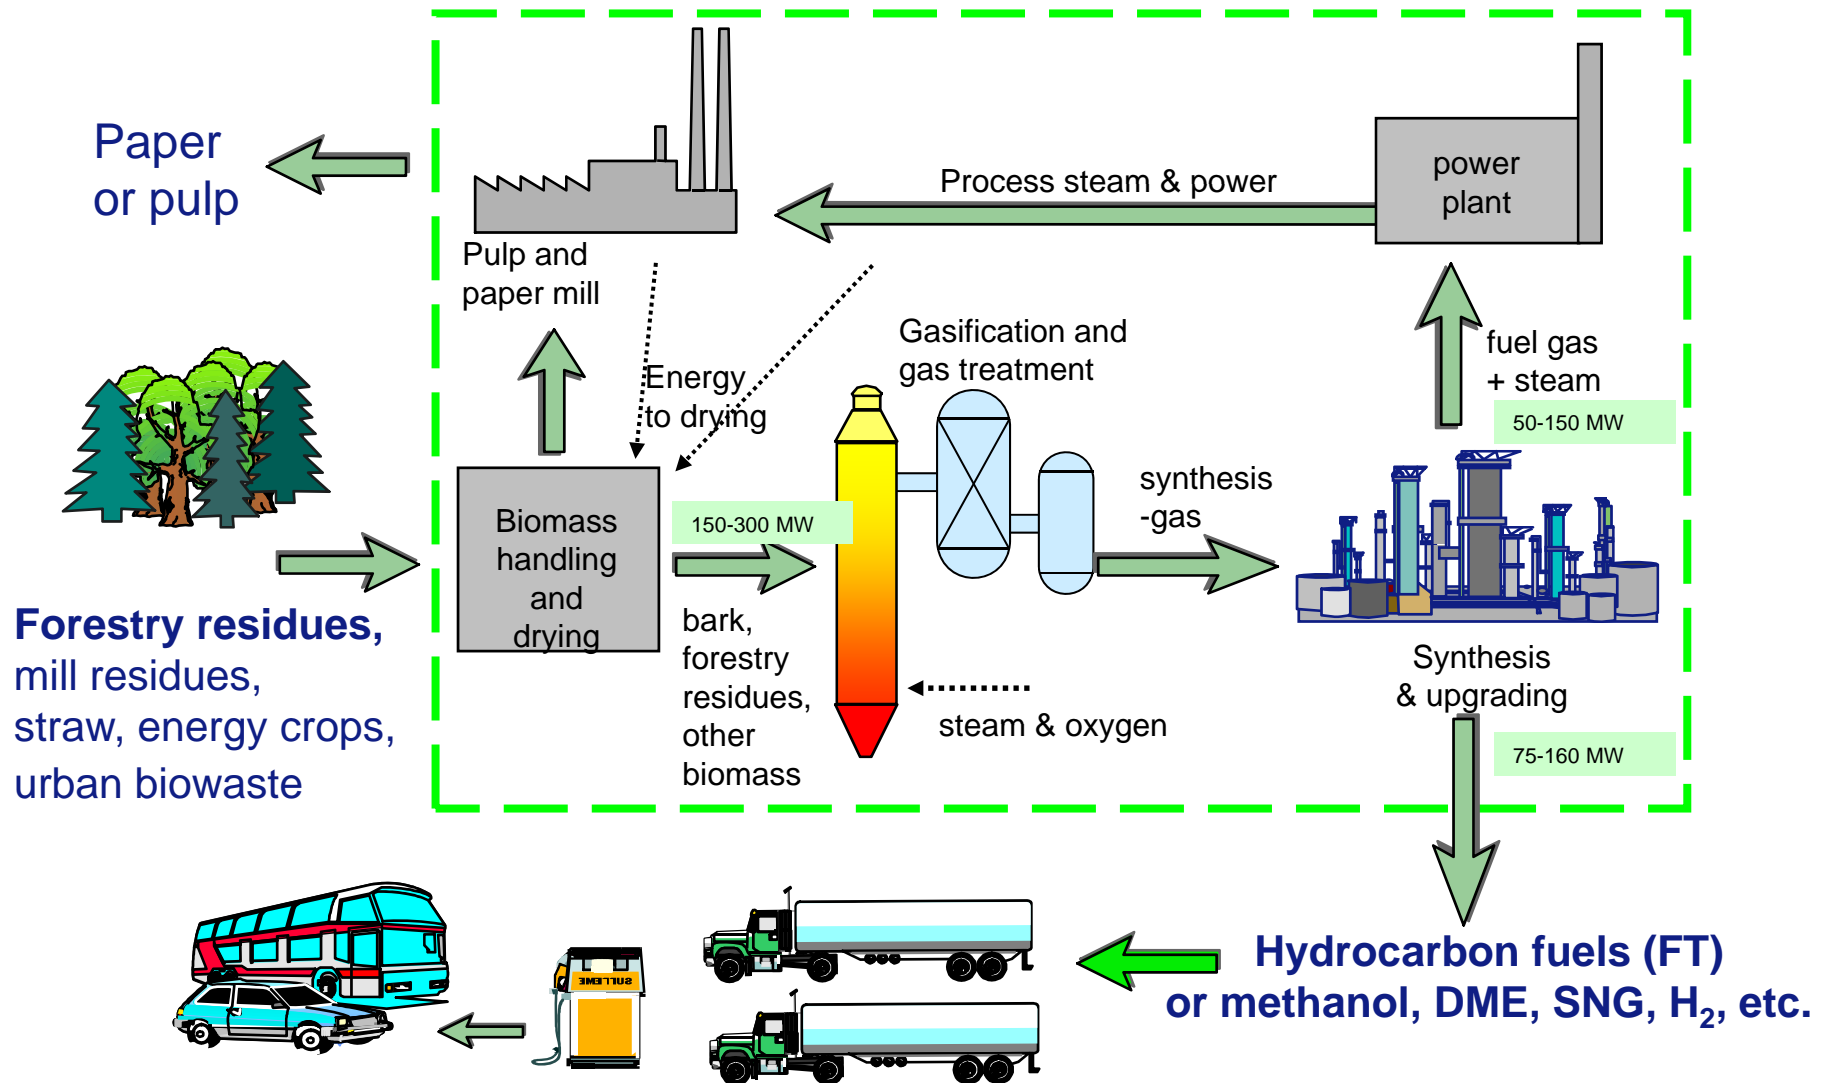 Paper
or pulp
Pulp and
paper mill
Process steam & power
power
plant
Energy
to drying
Gasification and
gas treatment
fuel gas
+ steam
50-150 MW
Biomass
handling
and
drying
150-300 MW
synthesis
-gas
Forestry residues,
mill residues,
straw, energy crops,
urban biowaste
bark,
forestry
residues,
other
biomass
steam & oxygen
Synthesis
& upgrading
75-160 MW
Hydrocarbon fuels (FT)
or methanol, DME, SNG, H₂, etc.